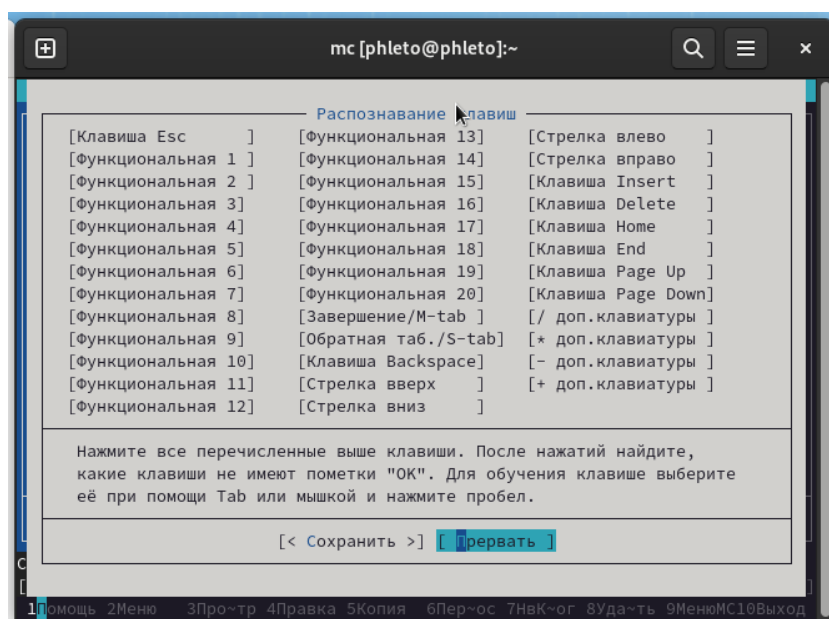 mc [phleto@phleto]:~
Распознавание клавиш
[Клавиша Esc ] [Функциональная 13] [Стрелка влево ]
[Функциональная 1 ] [Функциональная 14] [Стрелка вправо ]
[Функциональная 2 ] [Функциональная 15] [Клавиша Insert ]
[Функциональная 3] [Функциональная 16] [Клавиша Delete ]
[Функциональная 4] [Функциональная 17] [Клавиша Home ]
[Функциональная 5] [Функциональная 18] [Клавиша End ]
[Функциональная 6] [Функциональная 19] [Клавиша Page Up ]
[Функциональная 7] [Функциональная 20] [Клавиша Page Down]
[Функциональная 8] [Завершение/M-tab ] [/ доп.клавиатуры ]
[Функциональная 9] [Обратная таб./S-tab] [* доп.клавиатуры ]
[Функциональная 10] [Клавиша Backspace] [- доп.клавиатуры ]
[Функциональная 11] [Стрелка вверх ] [+ доп.клавиатуры ]
[Функциональная 12] [Стрелка вниз ]
Нажмите все перечисленные выше клавиши. После нажатий найдите,
какие клавиши не имеют пометки "OK". Для обучения клавише выберите
её при помощи Tab или мышкой и нажмите пробел.
[< Сохранить >] [ Прервать ]
С
[ ]
1Помощь 2Меню 3Про~тр 4Правка 5Копия 6Пер~ос 7НвК~ог 8Уда~ть 9МенюMC10Выход